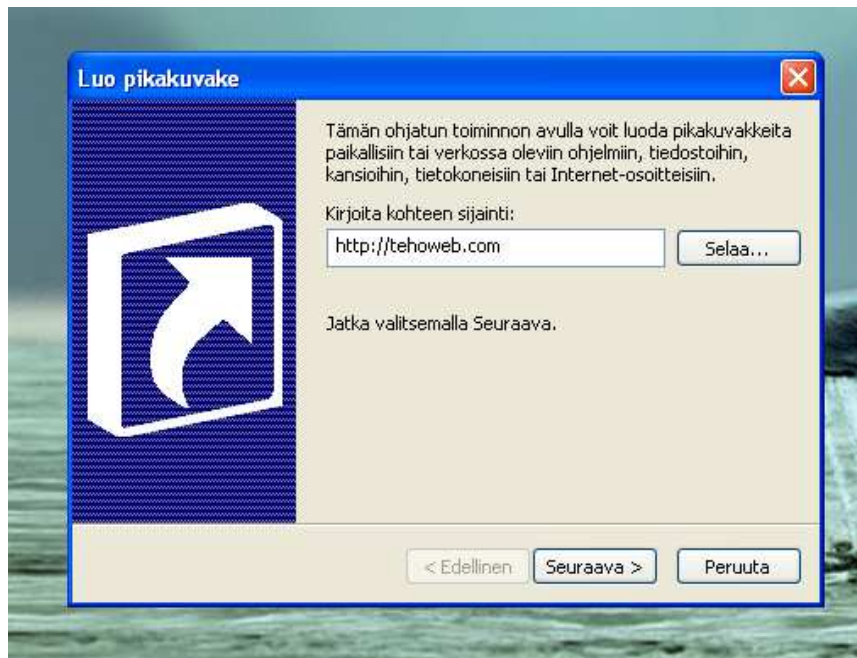 Luo pikakuvake
Tämän ohjatun toiminnon avulla voit luoda pikakuvakkeita
paikallisiin tai verkossa oleviin ohjelmiin, tiedostoihin,
kansioihin, tietokoneisiin tai Internet-osoitteisiin.
Kirjoita kohteen sijainti:
http://tehoweb.com Selaa...
Jatka valitsemalla Seuraava.
< Edellinen Seuraava > Peruuta